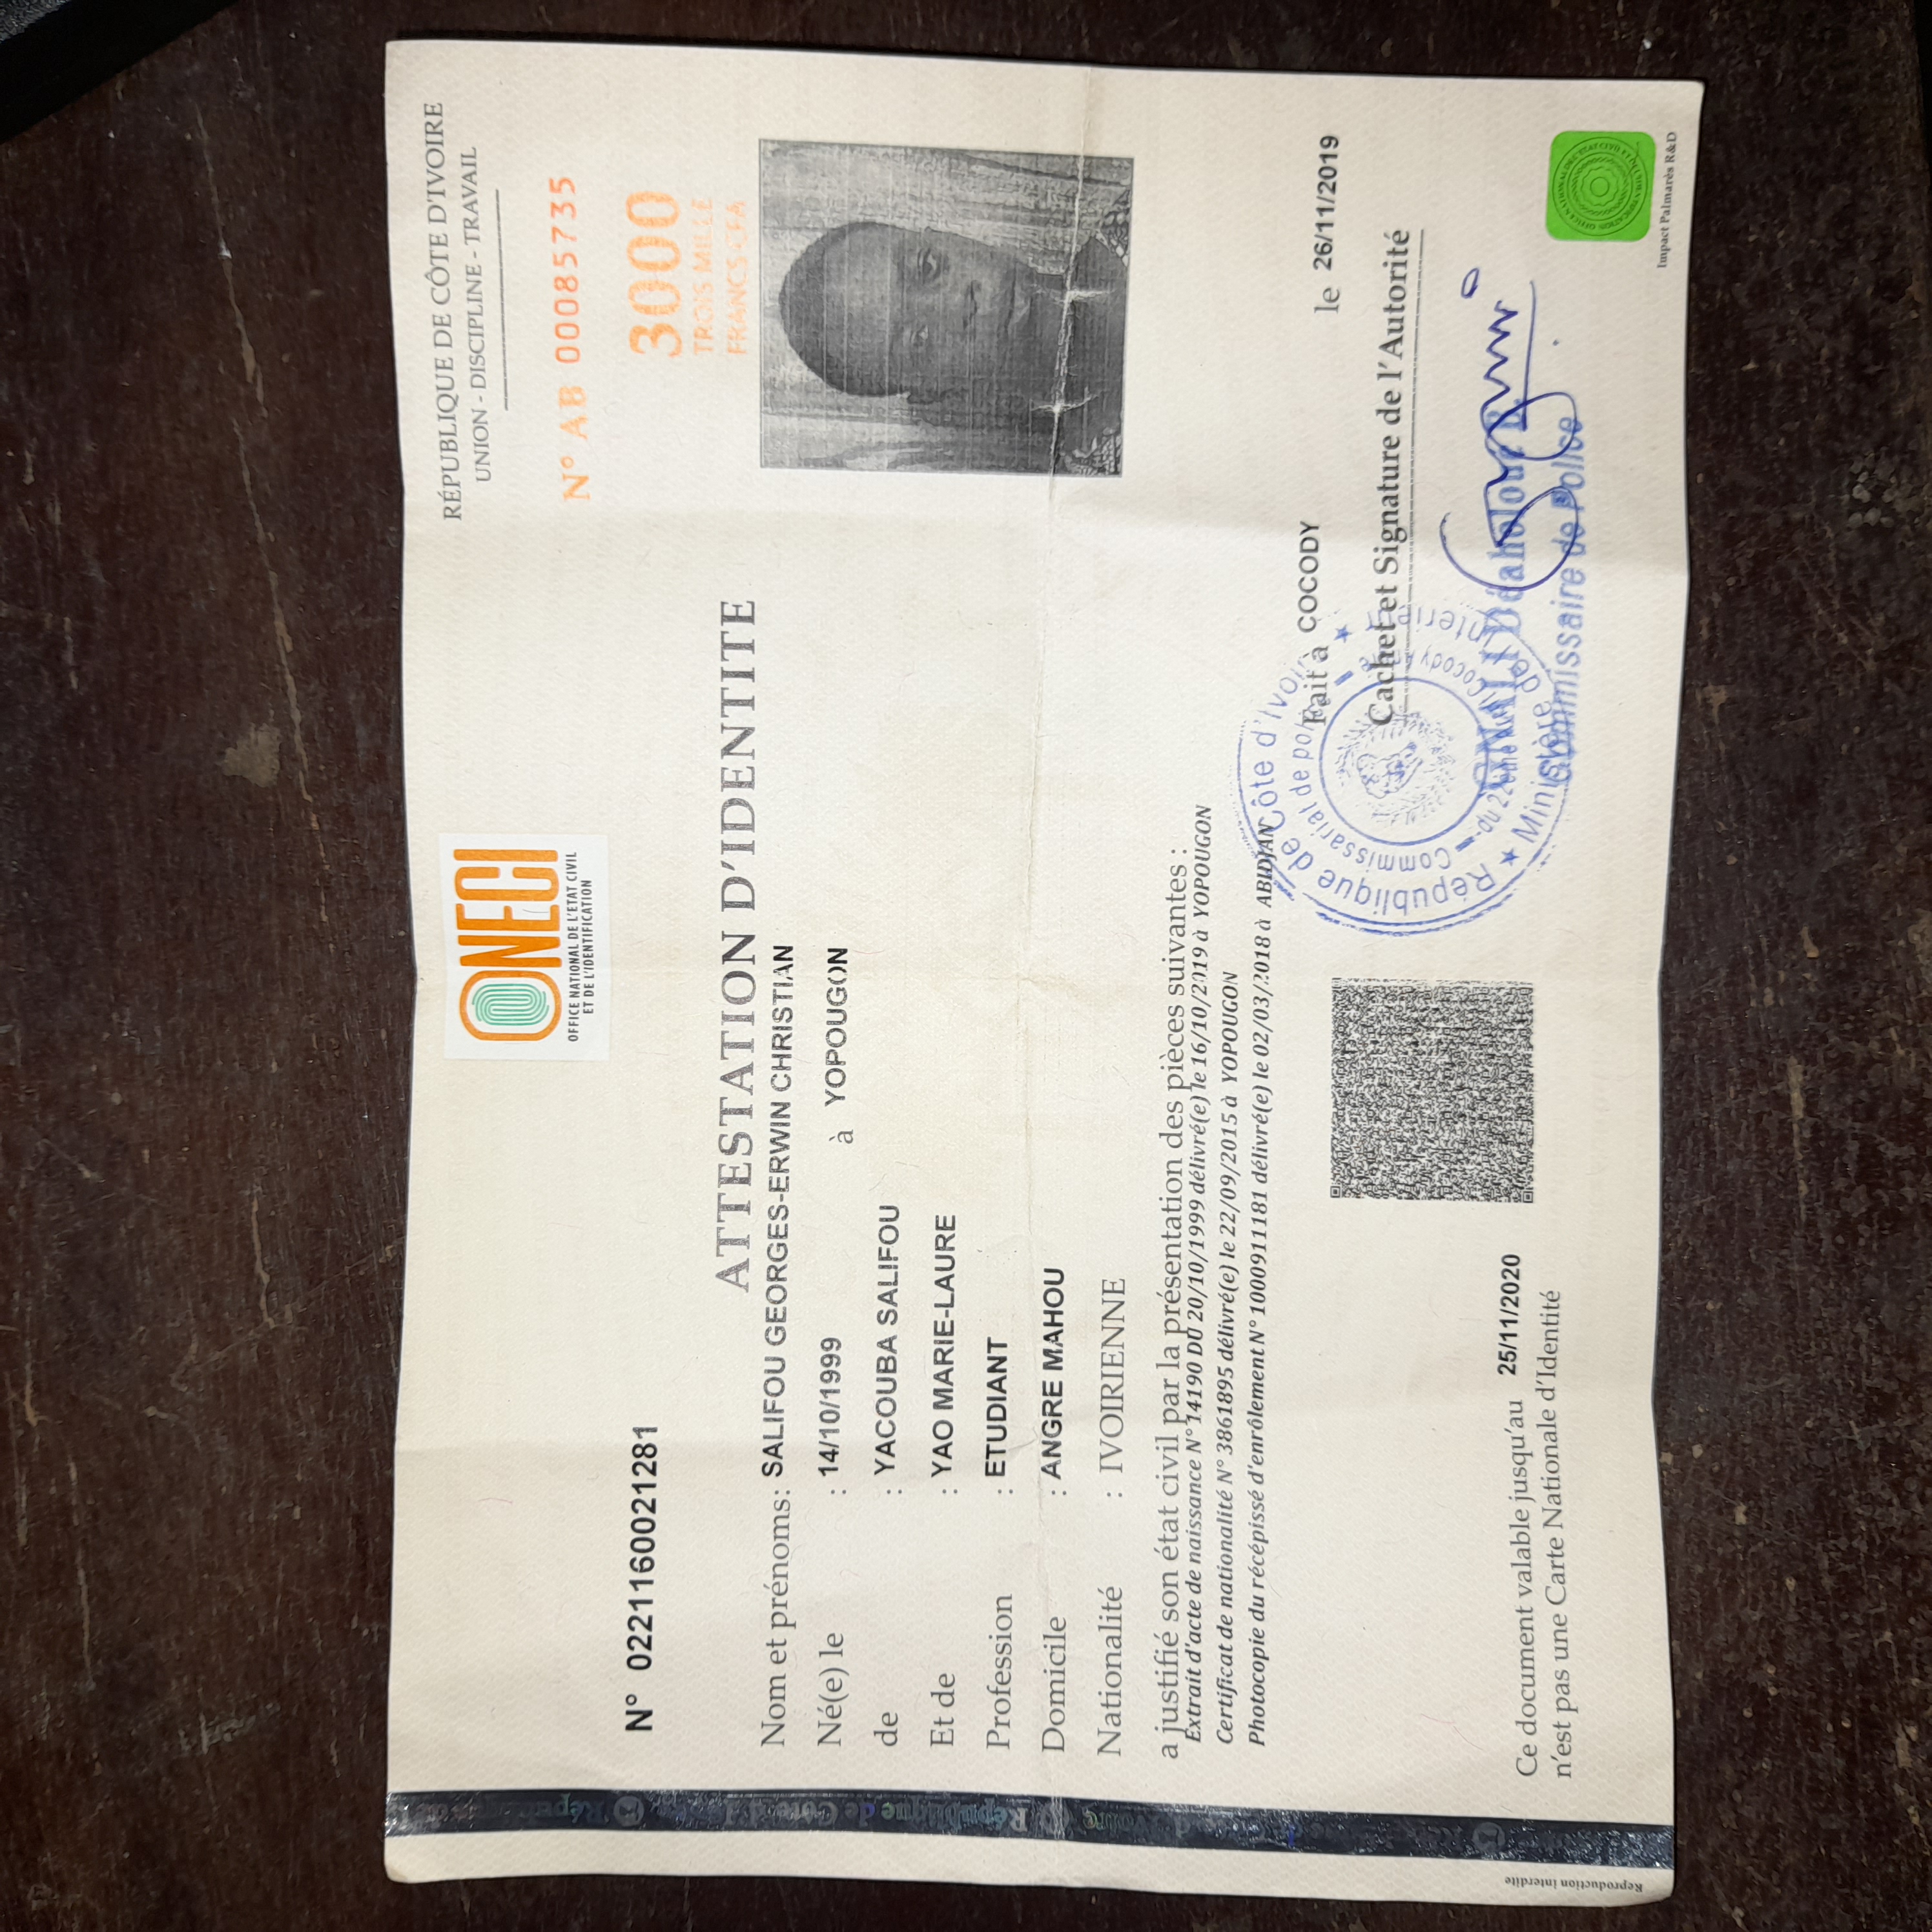 ONECI
OFFICE NATIONAL DE L'ETAT CIVIL
ET DE L'IDENTIFICATION
RÉPUBLIQUE DE CÔTE D'IVOIRE
UNION - DISCIPLINE - TRAVAIL
N° AB 00085735
3000
TROIS MILLE
FRANCS CFA
N° 0221160021281
ATTESTATION D'IDENTITE
Nom et prénoms: SALIFOU GEORGES-ERWIN CHRISTIAN
Né(e) le : 14/10/1999 à YOPOUGON
de : YACOUBA SALIFOU
Et de : YAO MARIE-LAURE
Profession : ETUDIANT
Domicile : ANGRE MAHOU
Nationalité : IVOIRIENNE
a justifié son état civil par la présentation des pièces suivantes :
Extrait d'acte de naissance N° 14190 DU 20/10/1999 délivré(e) le 16/10/2019 à YOPOUGON
Certificat de nationalité N° 3861895 délivré(e) le 22/09/2015 à YOPOUGON
Photocopie du récépissé d'enrôlement N° 1000911181 délivré(e) le 02/03/2018 à ABIDJAN
Fait à COCODY le 26/11/2019
Cachet et Signature de l'Autorité
République de Côte d'Ivoire
Commissariat de police
du 22ème Cocody
Ministère de l'Interieur
GNALI Déaholoue
Commissaire de Police
Ce document valable jusqu'au 25/11/2020
n'est pas une Carte Nationale d'Identité
Reproduction interdite
République de Côte d'Ivoire
Impact Palmarès R&D